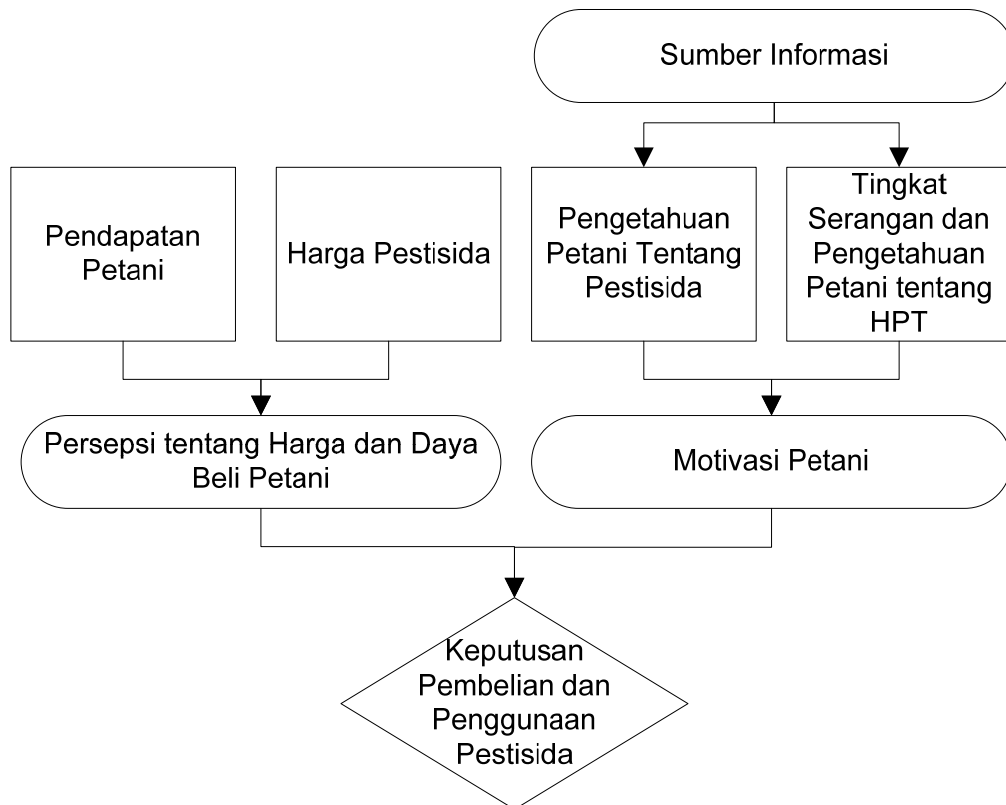 Sumber Informasi
Pendapatan
Petani
Harga Pestisida
Pengetahuan
Petani Tentang
Pestisida
Tingkat
Serangan dan
Pengetahuan
Petani tentang
HPT
Persepsi tentang Harga dan Daya
Beli Petani
Motivasi Petani
Keputusan
Pembelian dan
Penggunaan
Pestisida